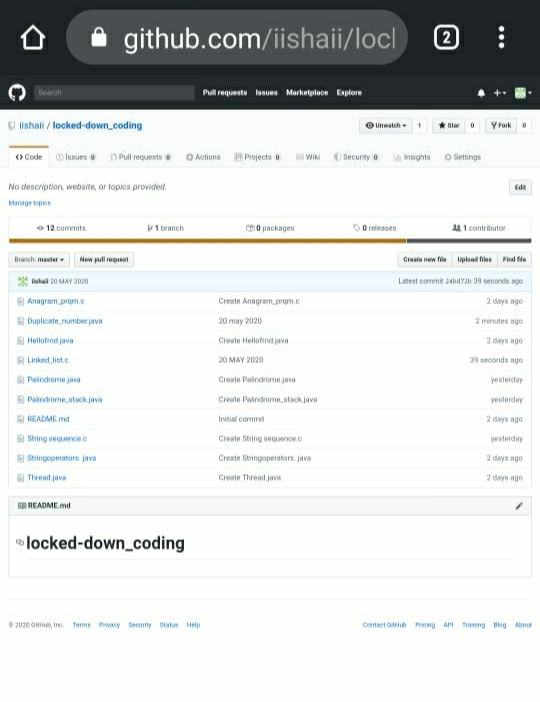 github.com/iishaii/locl
2
Search
Pull requests Issues Marketplace Explore
iishaii / locked-down_coding
Unwatch 1 Star 0 Fork 0
Code Issues 0 Pull requests 0 Actions Projects 0 Wiki Security 0 Insights Settings
No description, website, or topics provided.
Edit
Manage topics
12 commits 1 branch 0 packages 0 releases 1 contributor
Branch: master New pull request Create new file Upload files Find file
iishaii 20 MAY 2020 Latest commit 24bd72b 39 seconds ago
Anagram_prqm.c Create Anagram_prqm.c 2 days ago
Duplicate_number.java 20 may 2020 2 minutes ago
Hellofrnd.java Create Hellofrnd.java 2 days ago
Linked_list.c 20 MAY 2020 39 seconds ago
Palindrome.java Create Palindrome.java yesterday
Palindrome_stack.java Create Palindrome_stack.java yesterday
README.md Initial commit 2 days ago
String sequence.c Create String sequence.c yesterday
Stringoperators. java Create Stringoperators. java 2 days ago
Thread.java Create Thread.java 2 days ago
README.md
locked-down_coding
© 2020 GitHub, Inc. Terms Privacy Security Status Help Contact GitHub Pricing API Training Blog About